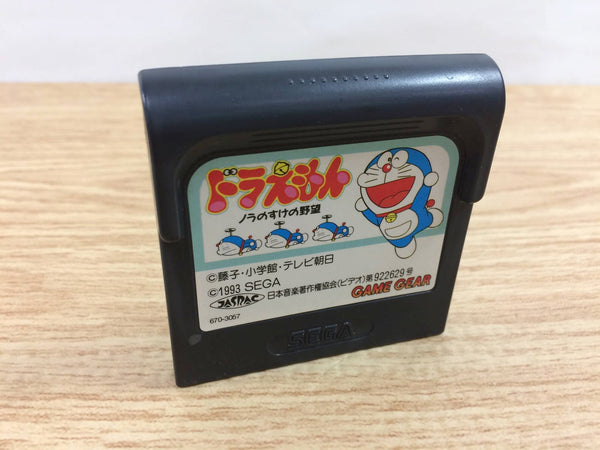 ドラえもん
ノラのすけの野望
©藤子・小学館・テレビ朝日
©1993 SEGA
JASRAC 日本音楽著作権協会(ビデオ)第922629号
670-3057 GAME GEAR
SEGA